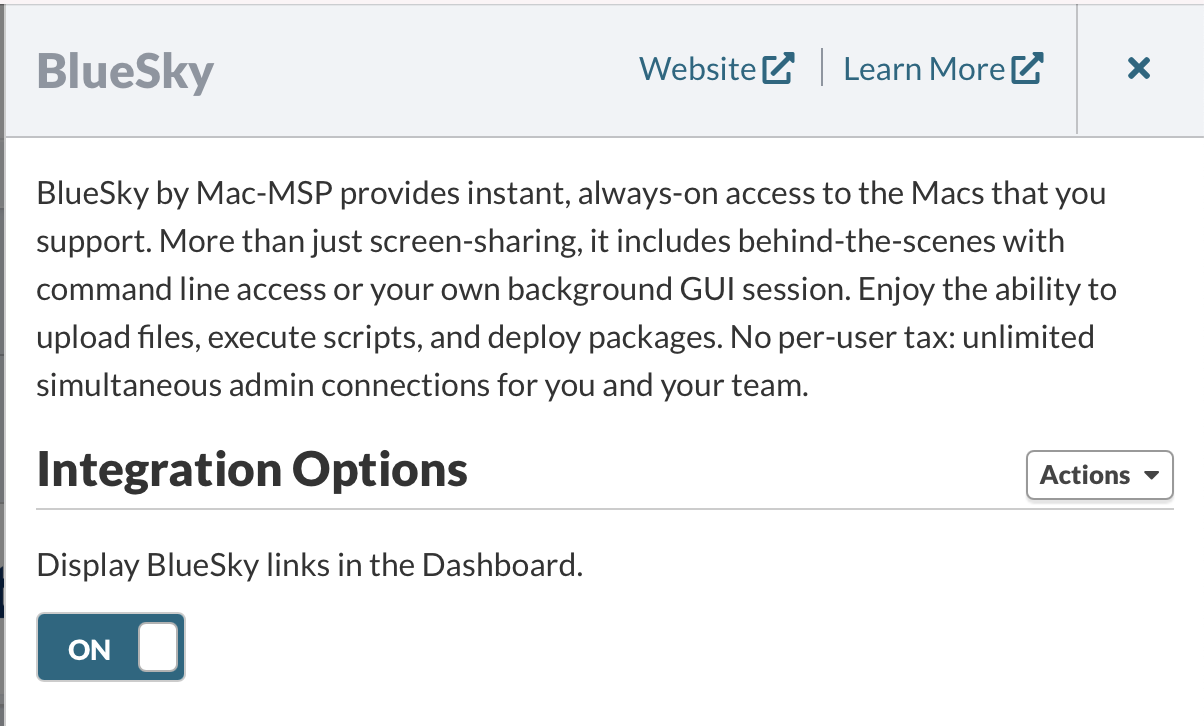 BlueSky
Website
Learn More
BlueSky by Mac-MSP provides instant, always-on access to the Macs that you
support. More than just screen-sharing, it includes behind-the-scenes with
command line access or your own background GUI session. Enjoy the ability to
upload files, execute scripts, and deploy packages. No per-user tax: unlimited
simultaneous admin connections for you and your team.
Integration Options
Actions
Display BlueSky links in the Dashboard.
ON